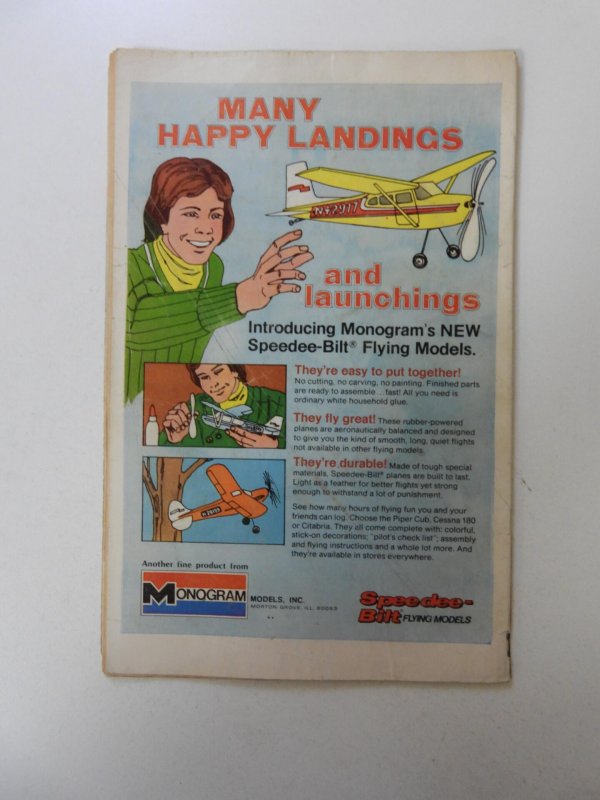 MANY
HAPPY LANDINGS
N42977
and
launchings
Introducing Monogram's NEW
Speedee-Bilt® Flying Models.
They're easy to put together!
No cutting, no carving, no painting. Finished parts
are ready to assemble ... fast! All you need is
ordinary white household glue.
They fly great! These rubber-powered
planes are aeronautically balanced and designed
to give you the kind of smooth, long, quiet flights
not available in other flying models.
They're durable! Made of tough special
materials, Speedee-Bilt® planes are built to last.
Light as a feather for better flights yet strong
enough to withstand a lot of punishment.
See how many hours of flying fun you and your
friends can log. Choose the Piper Cub, Cessna 180
or Citabria. They all come complete with: colorful,
stick-on decorations; "pilot's check list"; assembly
and flying instructions and a whole lot more. And
they're available in stores everywhere.
Another fine product from
MONOGRAM MODELS, INC.
MORTON GROVE, ILL. 60053
Speedee-
Bilt FLYING MODELS